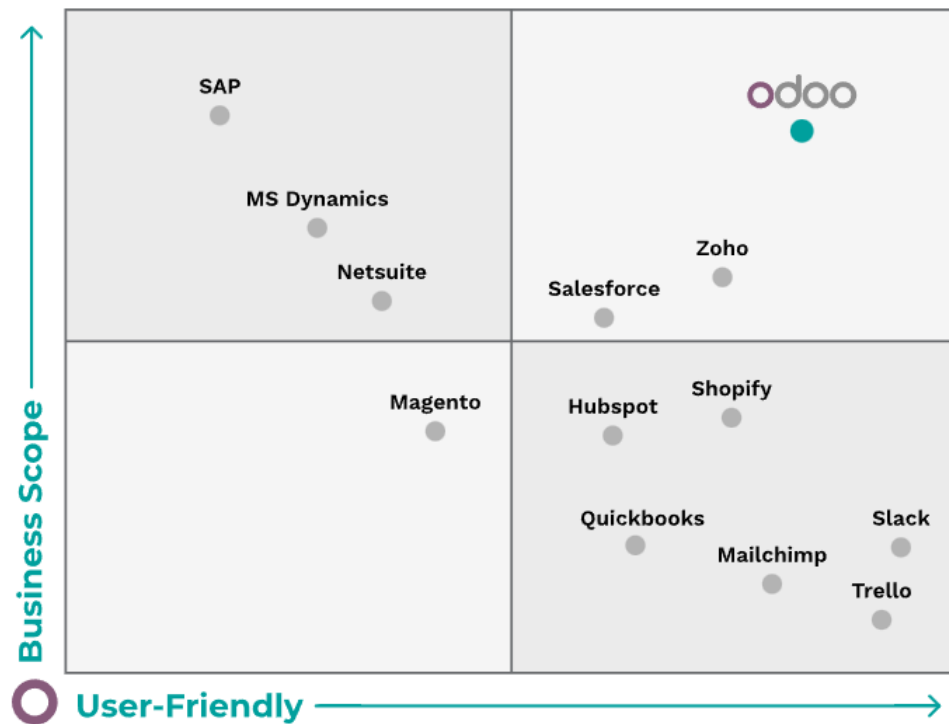 SAP
odoo
MS Dynamics
Zoho
Netsuite
Salesforce
Shopify
Magento
Hubspot
Quickbooks
Slack
Mailchimp
Trello
Business Scope
User-Friendly